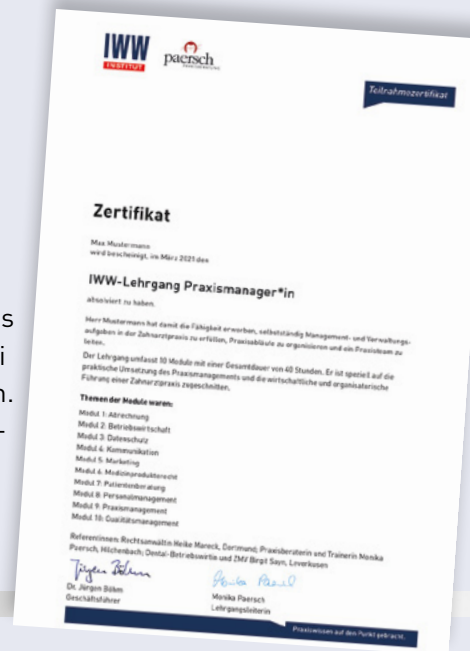 IWW
INSTITUT
paersch
Teilnahmezertifikat
Zertifikat
Max Mustermann
wird bescheinigt, im März 2021 den
IWW-Lehrgang Praxismanager*in
absolviert zu haben.
Herr Mustermann hat damit die Fähigkeit erworben, selbstständig Management- und Verwaltungs-
aufgaben in der Zahnarztpraxis zu erfüllen, Praxisabläufe zu organisieren und ein Praxisteam zu
leiten.
Der Lehrgang umfasst 10 Module mit einer Gesamtdauer von 40 Stunden. Er ist speziell auf die
praktische Umsetzung des Praxismanagements und die wirtschaftliche und organisatorische
Führung einer Zahnarztpraxis zugeschnitten.
Themen der Module waren:
Modul 1: Abrechnung
Modul 2: Betriebswirtschaft
Modul 3: Datenschutz
Modul 4: Kommunikation
Modul 5: Marketing
Modul 6: Medizinprodukterecht
Modul 7: Patientenberatung
Modul 8: Personalmanagement
Modul 9: Praxismanagement
Modul 10: Qualitätsmanagement
Referentinnen: Rechtsanwältin Heike Mareck, Dortmund; Praxisberaterin und Trainerin Monika
Paersch, Hilchenbach; Dental-Betriebswirtin und ZMV Birgit Sayn, Leverkusen
Jürgen Böhm
Monika Paersch
Dr. Jürgen Böhm
Geschäftsführer
Monika Paersch
Lehrgangsleiterin
Praxiswissen auf den Punkt gebracht.
s
i
n.
-